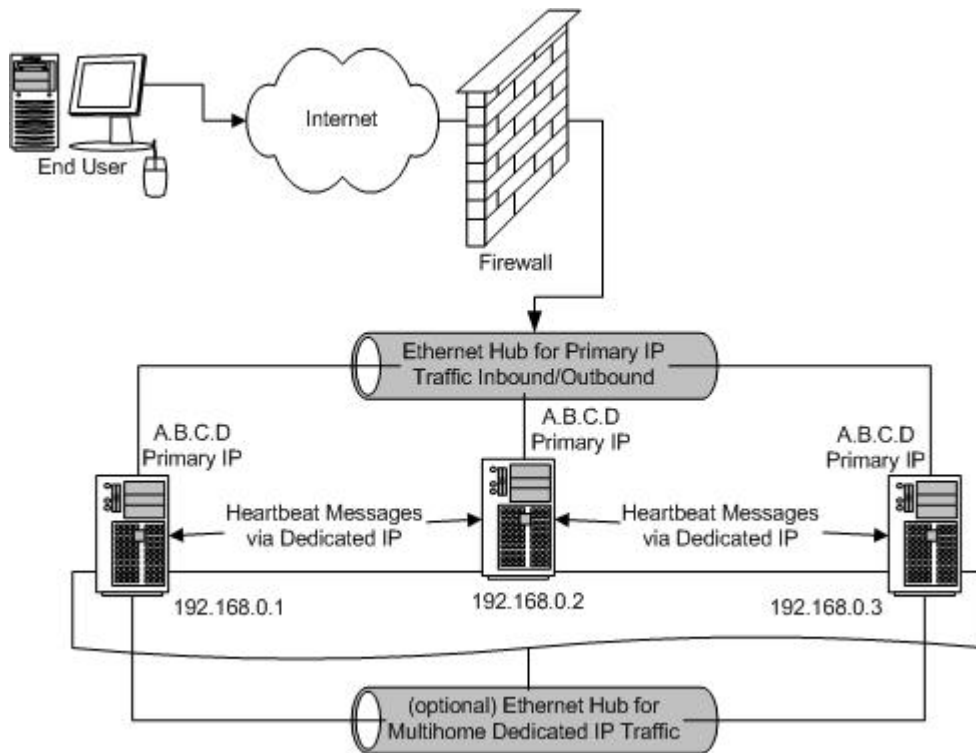 End User
Internet
Firewall
Ethernet Hub for Primary IP
Traffic Inbound/Outbound
A.B.C.D
Primary IP
A.B.C.D
Primary IP
A.B.C.D
Primary IP
Heartbeat Messages
via Dedicated IP
Heartbeat Messages
via Dedicated IP
192.168.0.1
192.168.0.2
192.168.0.3
(optional) Ethernet Hub for
Multihome Dedicated IP Traffic